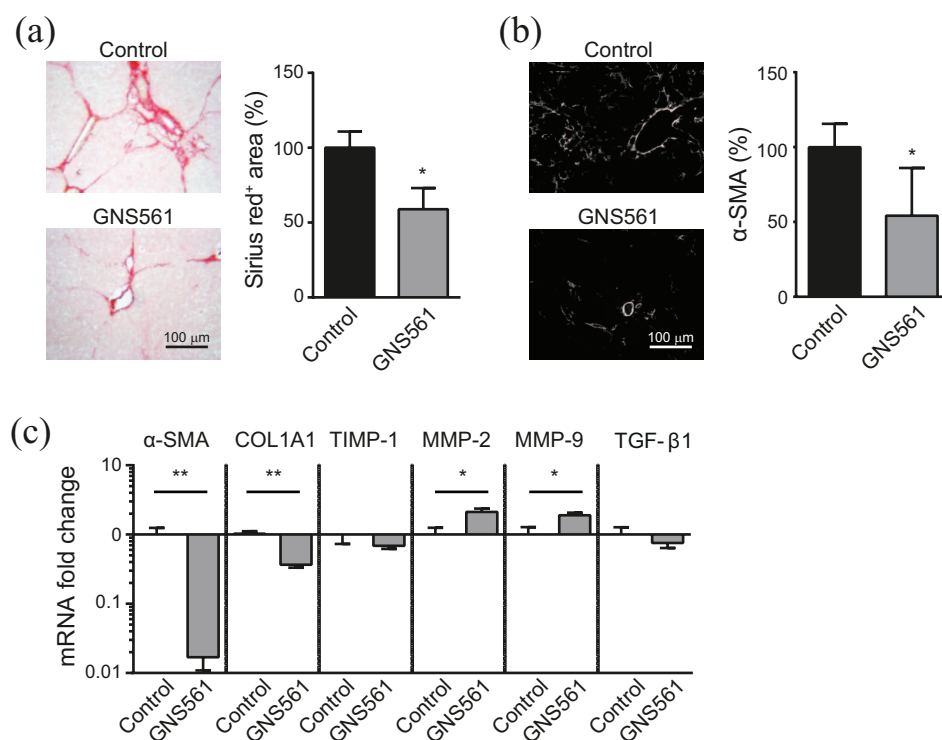 (a)
Control
GNS561
100 μm
Sirius red⁺ area (%)
150
100
50
0
*
Control
GNS561
(b)
Control
GNS561
100 μm
α-SMA (%)
150
100
50
0
*
Control
GNS561
(c)
α-SMA COL1A1 TIMP-1 MMP-2 MMP-9 TGF-β1
mRNA fold change
10
0
0.1
0.01
** ** * *
Control GNS561 Control GNS561 Control GNS561 Control GNS561 Control GNS561 Control GNS561